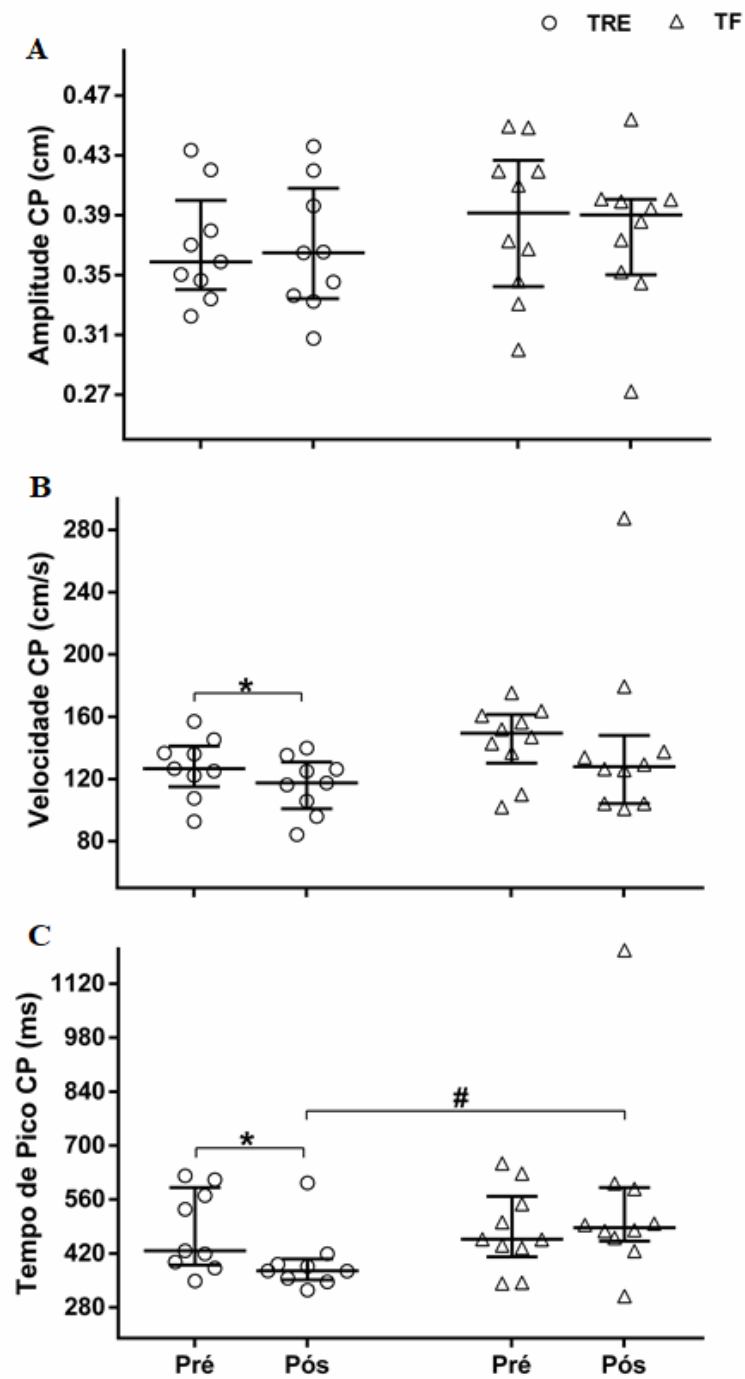 TRE TF
A
Amplitude CP (cm)
0.47
0.43
0.39
0.35
0.31
0.27
B
Velocidade CP (cm/s)
280
240
200
160
120
80
*
C
Tempo de Pico CP (ms)
1120
980
840
700
560
420
280
#
*
Pré Pós Pré Pós